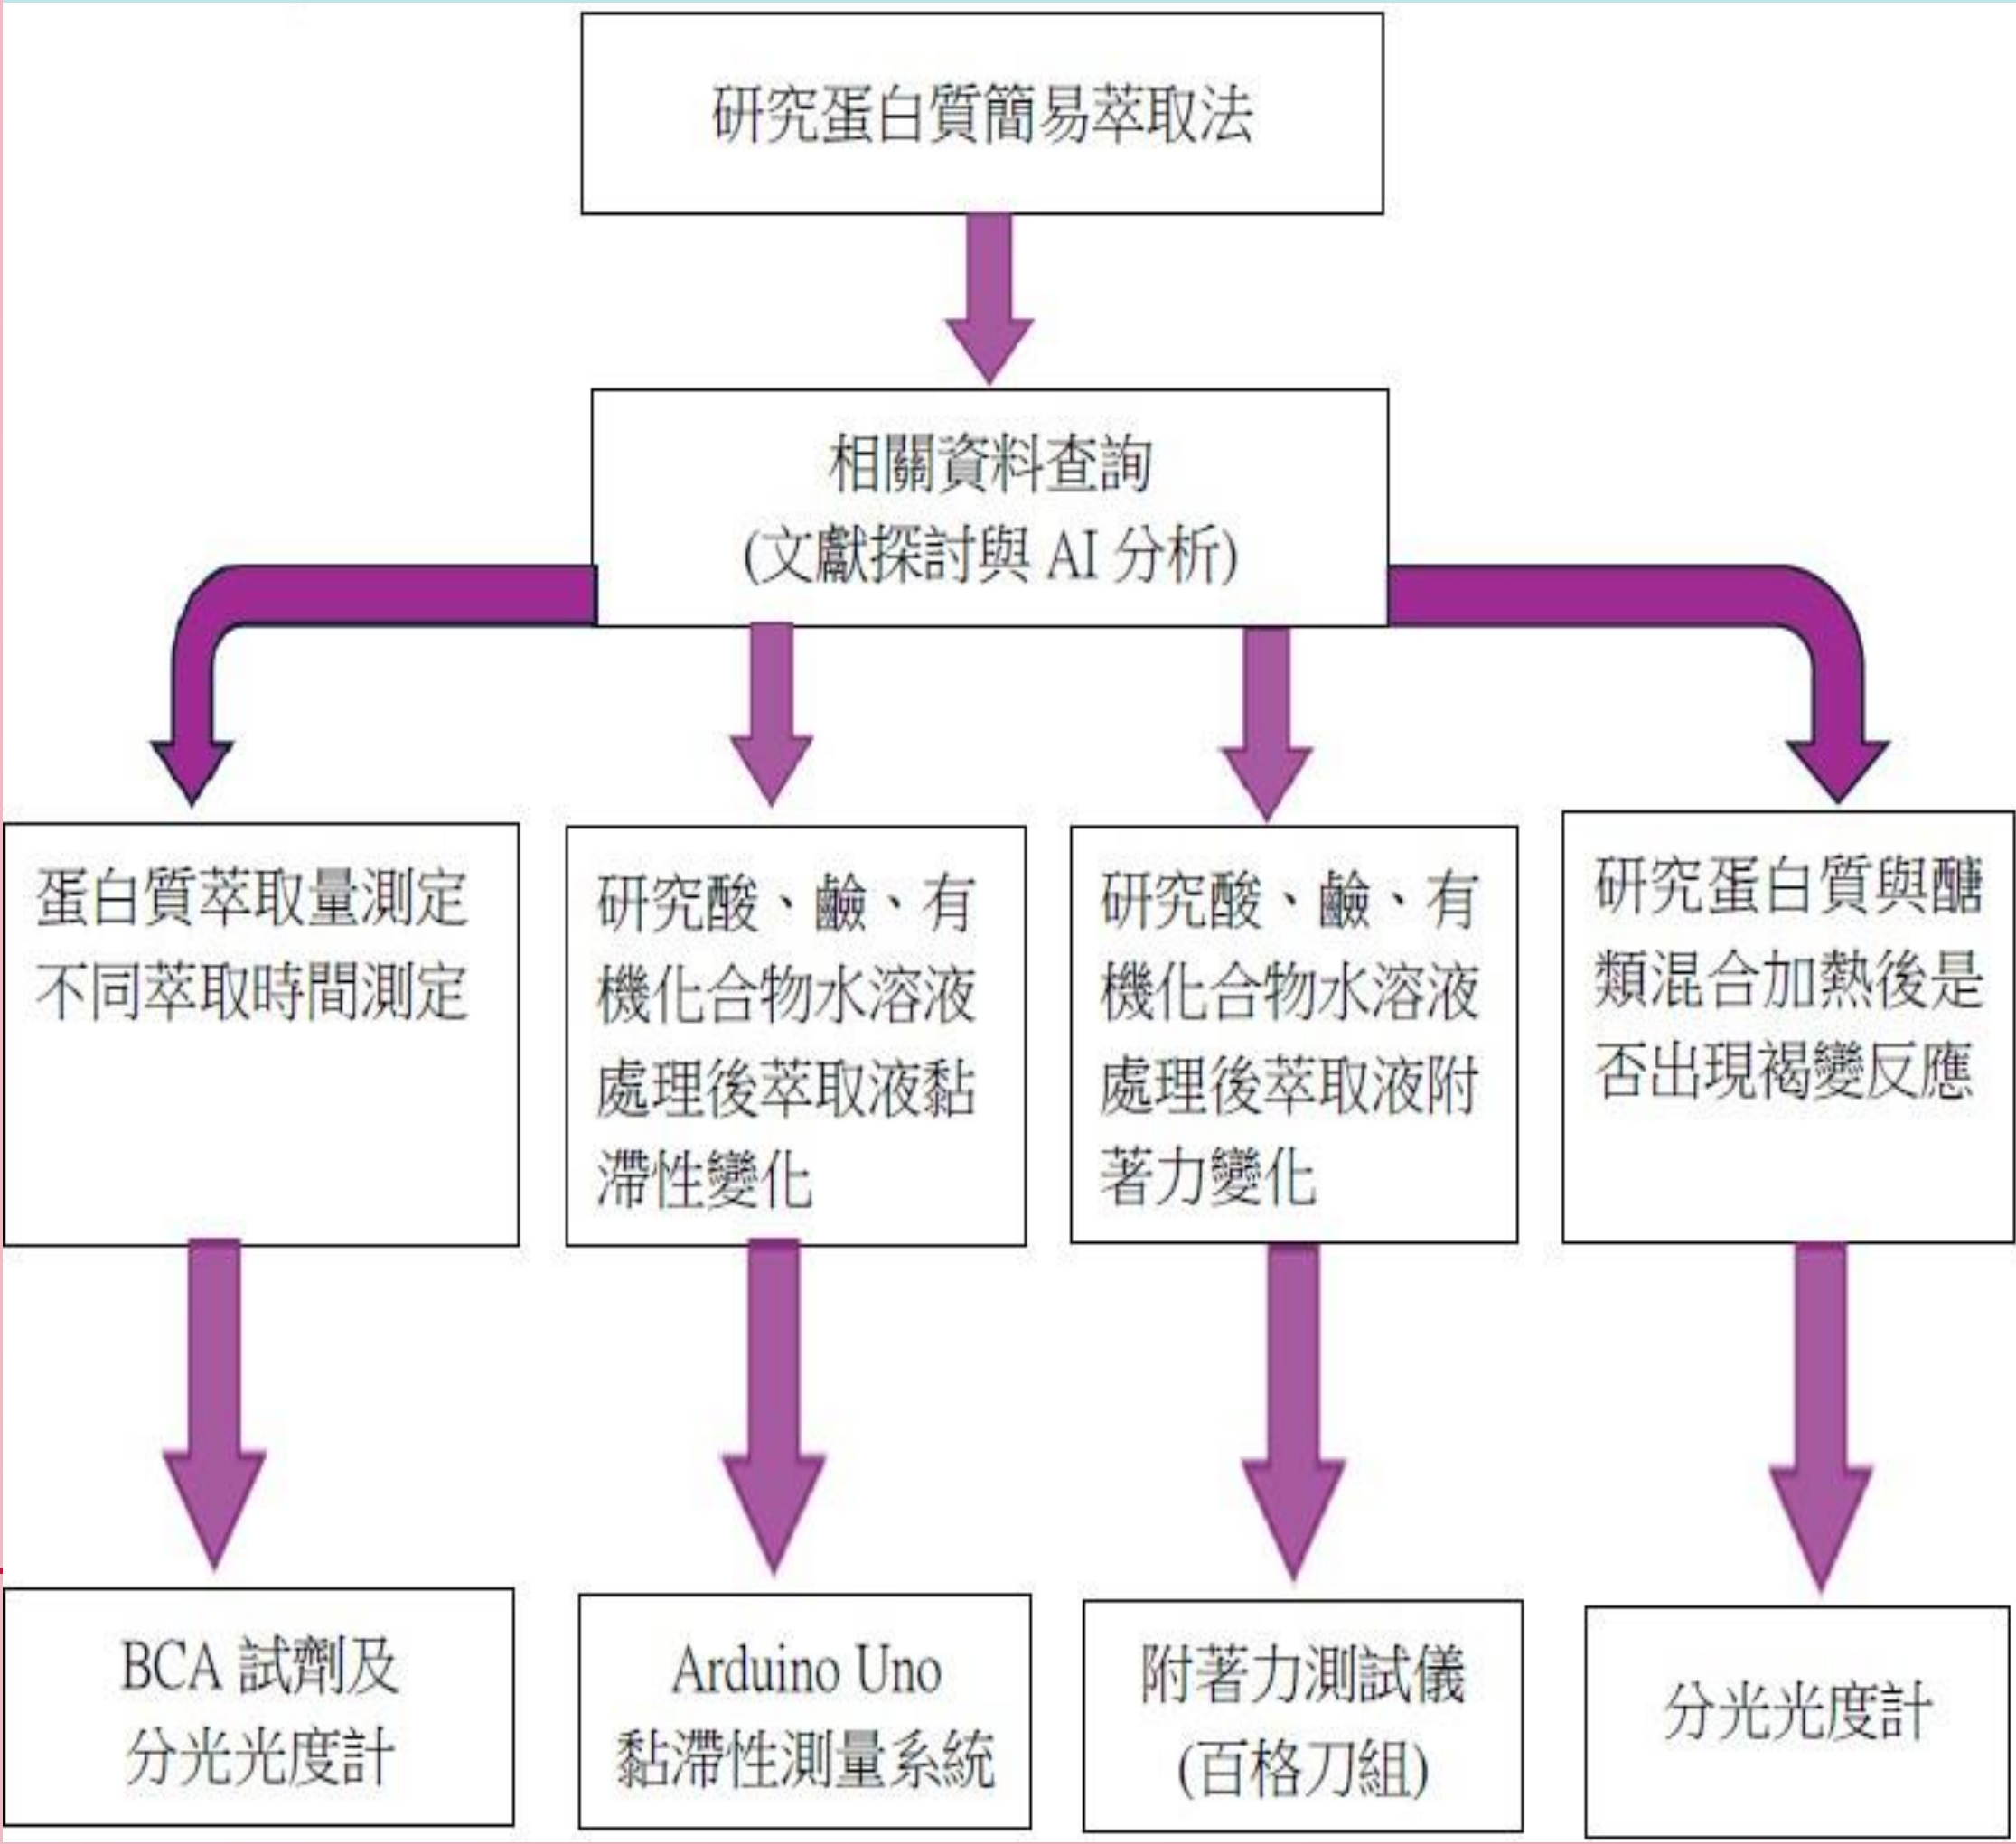 研究蛋白質簡易萃取法
相關資料查詢
(文獻探討與 AI 分析)
蛋白質萃取量測定
不同萃取時間測定
研究酸、鹼、有
機化合物水溶液
處理後萃取液黏
滯性變化
研究酸、鹼、有
機化合物水溶液
處理後萃取液附
著力變化
研究蛋白質與醣
類混合加熱後是
否出現褐變反應
BCA 試劑及
分光光度計
Arduino Uno
黏滯性測量系統
附著力測試儀
(百格刀組)
分光光度計